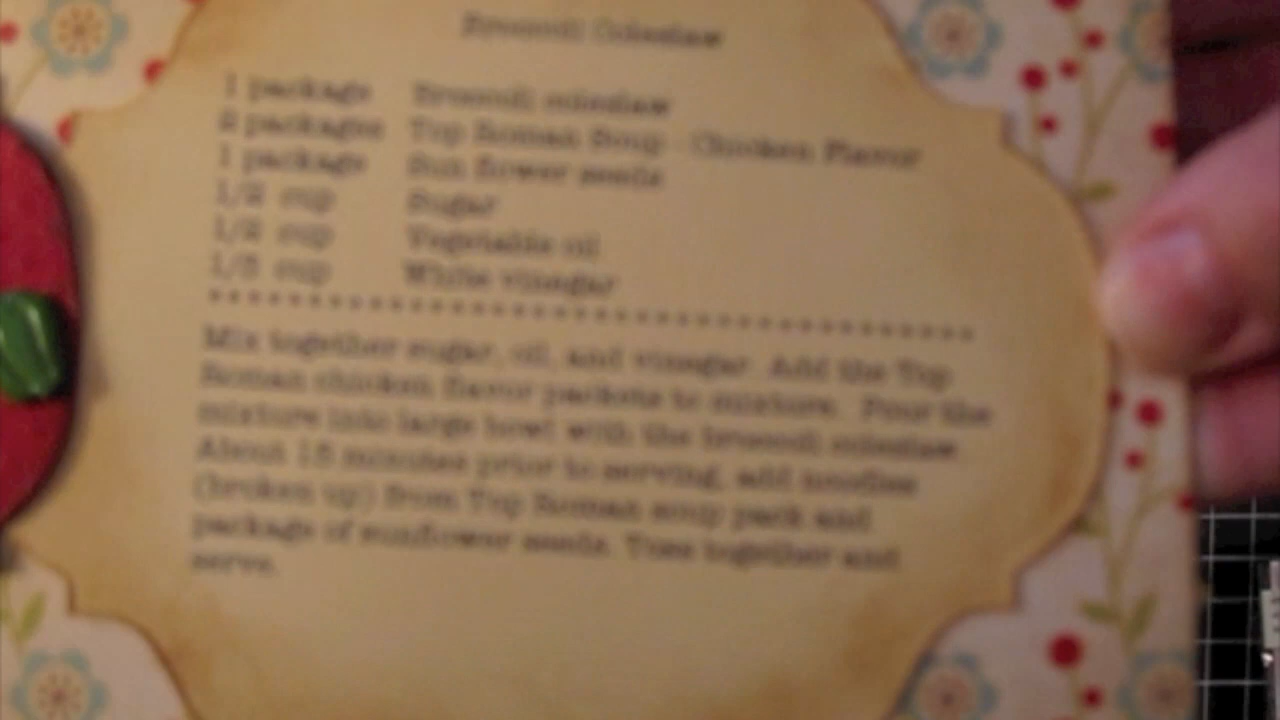 Broccoli Coleslaw
1 package Broccoli coleslaw
2 packages Top Roman Soup - Chicken Flavor
1 package Sun flower seeds
1/2 cup Sugar
1/2 cup Vegetable oil
1/3 cup White vinegar
Mix together sugar, oil, and vinegar. Add the Top
Roman chicken flavor packets to mixture. Pour the
mixture into large bowl with the broccoli coleslaw.
About 15 minutes prior to serving, add noodles
(broken up) from Top Roman soup pack and
package of sunflower seeds. Toss together and
serve.